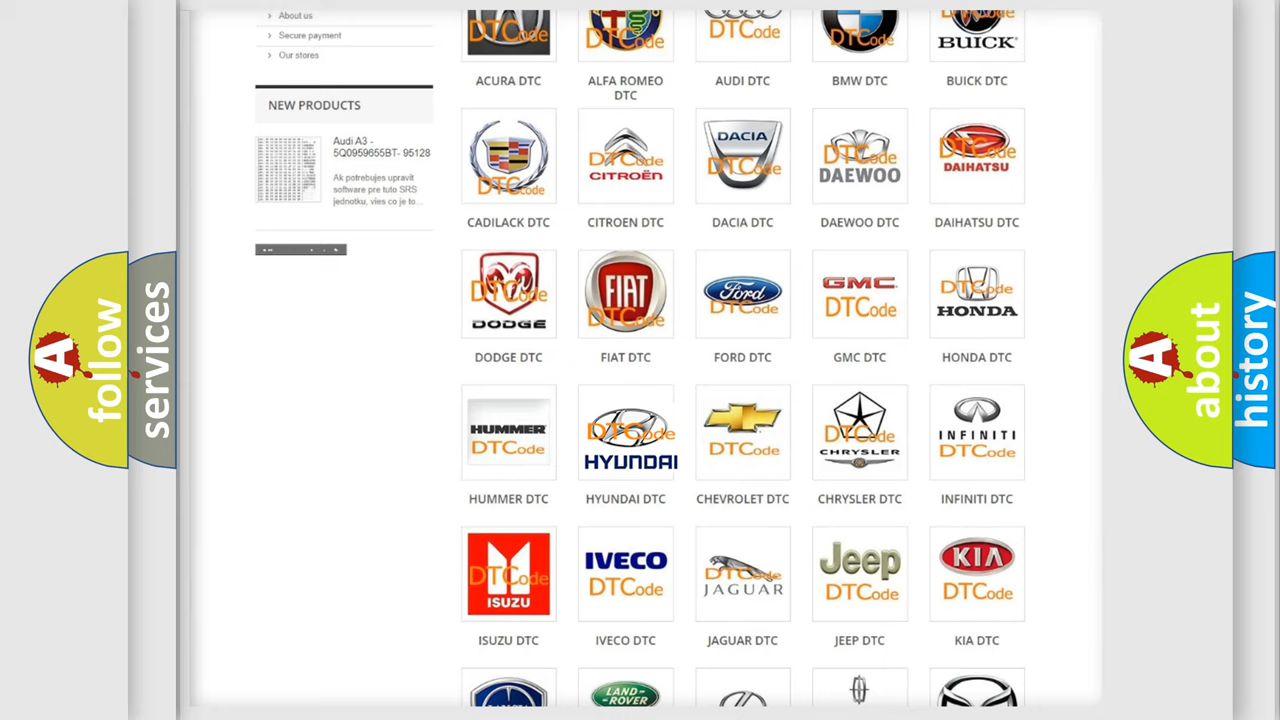 About us
Secure payment
Our stores
NEW PRODUCTS
Audi A3 -
5Q0959655BT- 95128
Ak potrebujes upravit
software pre tuto SRS
jednotku, vies co je to...
A
follow
services
A
about
history
DTCode
DTCode
DTCode
DTCode
BUICK
ACURA DTC
ALFA ROMEO
DTC
AUDI DTC
BMW DTC
BUICK DTC
DTCode
DTCode
CITROËN
DACIA
DTCode
DTCode
DAEWOO
DTCode
DAIHATSU
CADILACK DTC
CITROEN DTC
DACIA DTC
DAEWOO DTC
DAIHATSU DTC
DTCode
DODGE
FIAT
DTCode
Ford
DTCode
GMC
DTCode
DTCode
HONDA
DODGE DTC
FIAT DTC
FORD DTC
GMC DTC
HONDA DTC
HUMMER
DTCode
DTCode
HYUNDAI
DTCode
DTCode
CHRYSLER
INFINITI
DTCode
HUMMER DTC
HYUNDAI DTC
CHEVROLET DTC
CHRYSLER DTC
INFINITI DTC
DTCode
ISUZU
IVECO
DTCode
DTCode
JAGUAR
Jeep
DTCode
KIA
DTCode
ISUZU DTC
IVECO DTC
JAGUAR DTC
JEEP DTC
KIA DTC
LAND-
ROVER